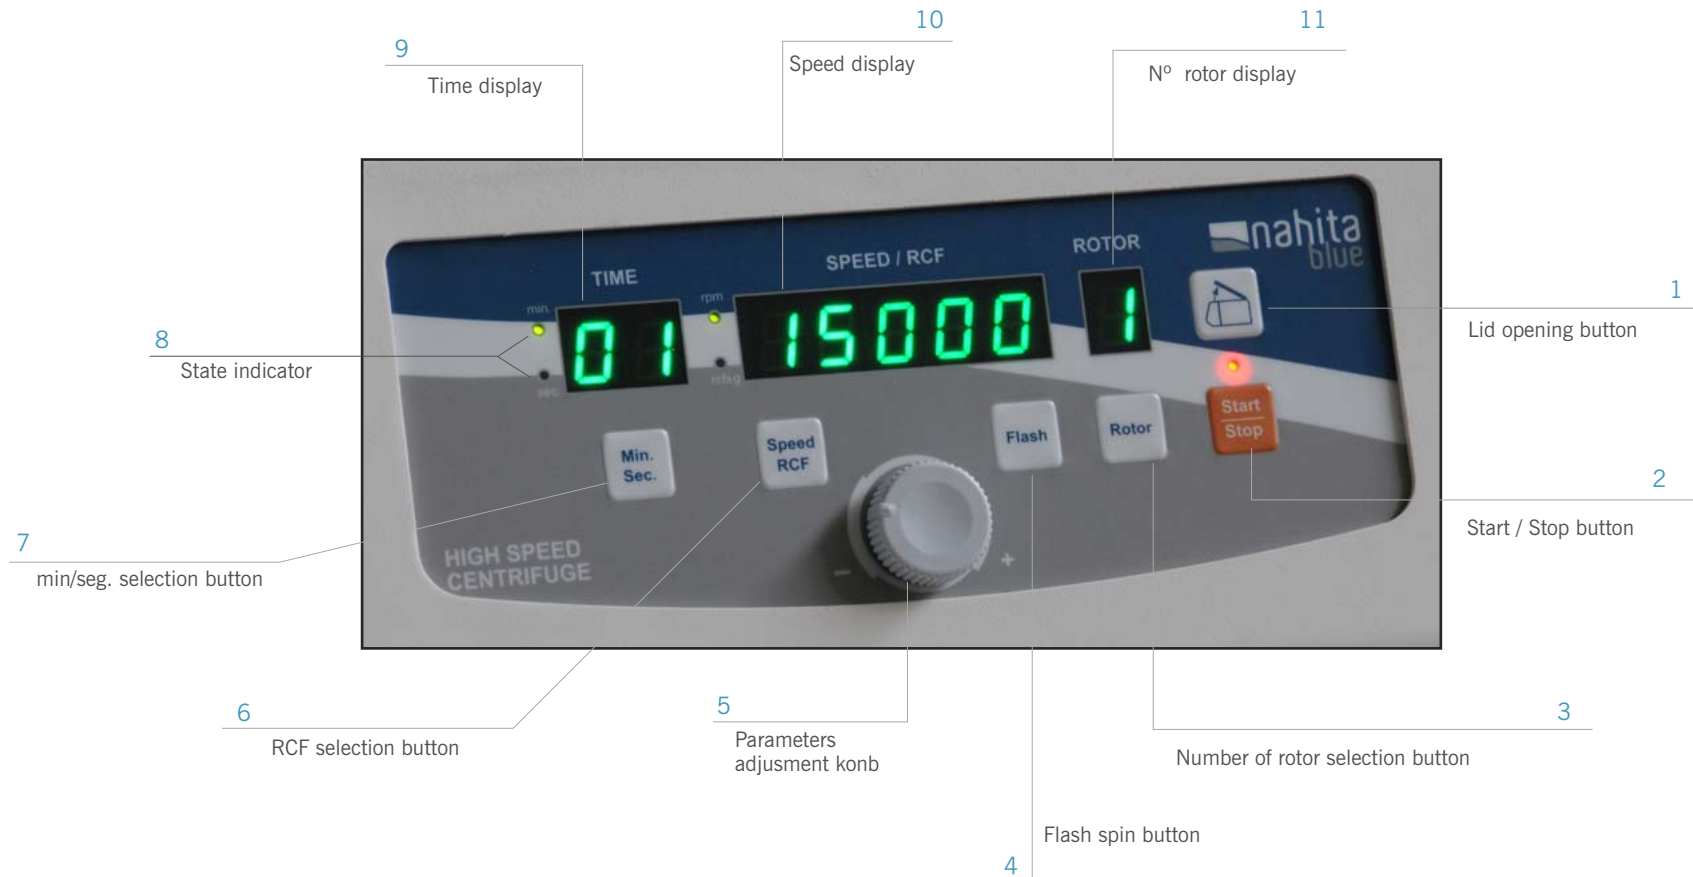 10
11
9
Speed display
Nº rotor display
Time display
nahita
blue
ROTOR
SPEED / RCF
TIME
rpm
min.
1
15000
01
1
Lid opening button
8
State indicator
rcfxg
sec.
Start
Stop
Flash
Rotor
Speed
RCF
Min.
Sec.
2
Start / Stop button
7
min/seg. selection button
HIGH SPEED
CENTRIFUGE
-
+
6
RCF selection button
5
Parameters
adjusment konb
3
Number of rotor selection button
Flash spin button
4